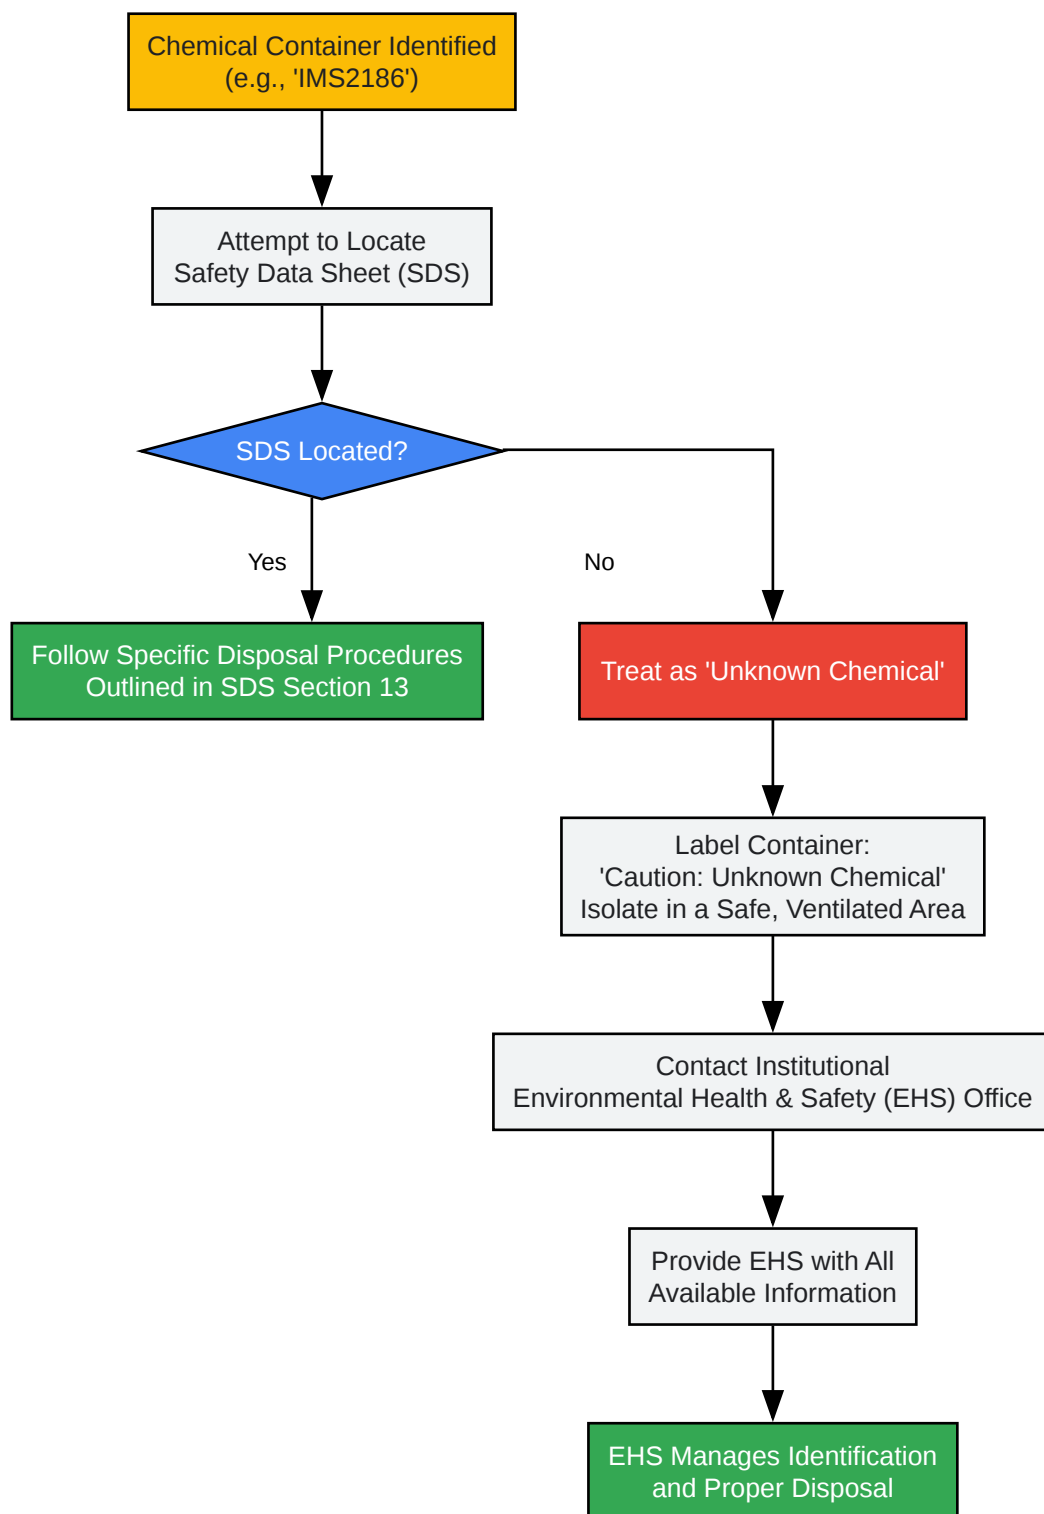 Chemical Container Identified
(e.g., 'IMS2186')
Attempt to Locate
Safety Data Sheet (SDS)
SDS Located?
Yes
No
Follow Specific Disposal Procedures
Outlined in SDS Section 13
Treat as 'Unknown Chemical'
Label Container:
'Caution: Unknown Chemical'
Isolate in a Safe, Ventilated Area
Contact Institutional
Environmental Health & Safety (EHS) Office
Provide EHS with All
Available Information
EHS Manages Identification
and Proper Disposal